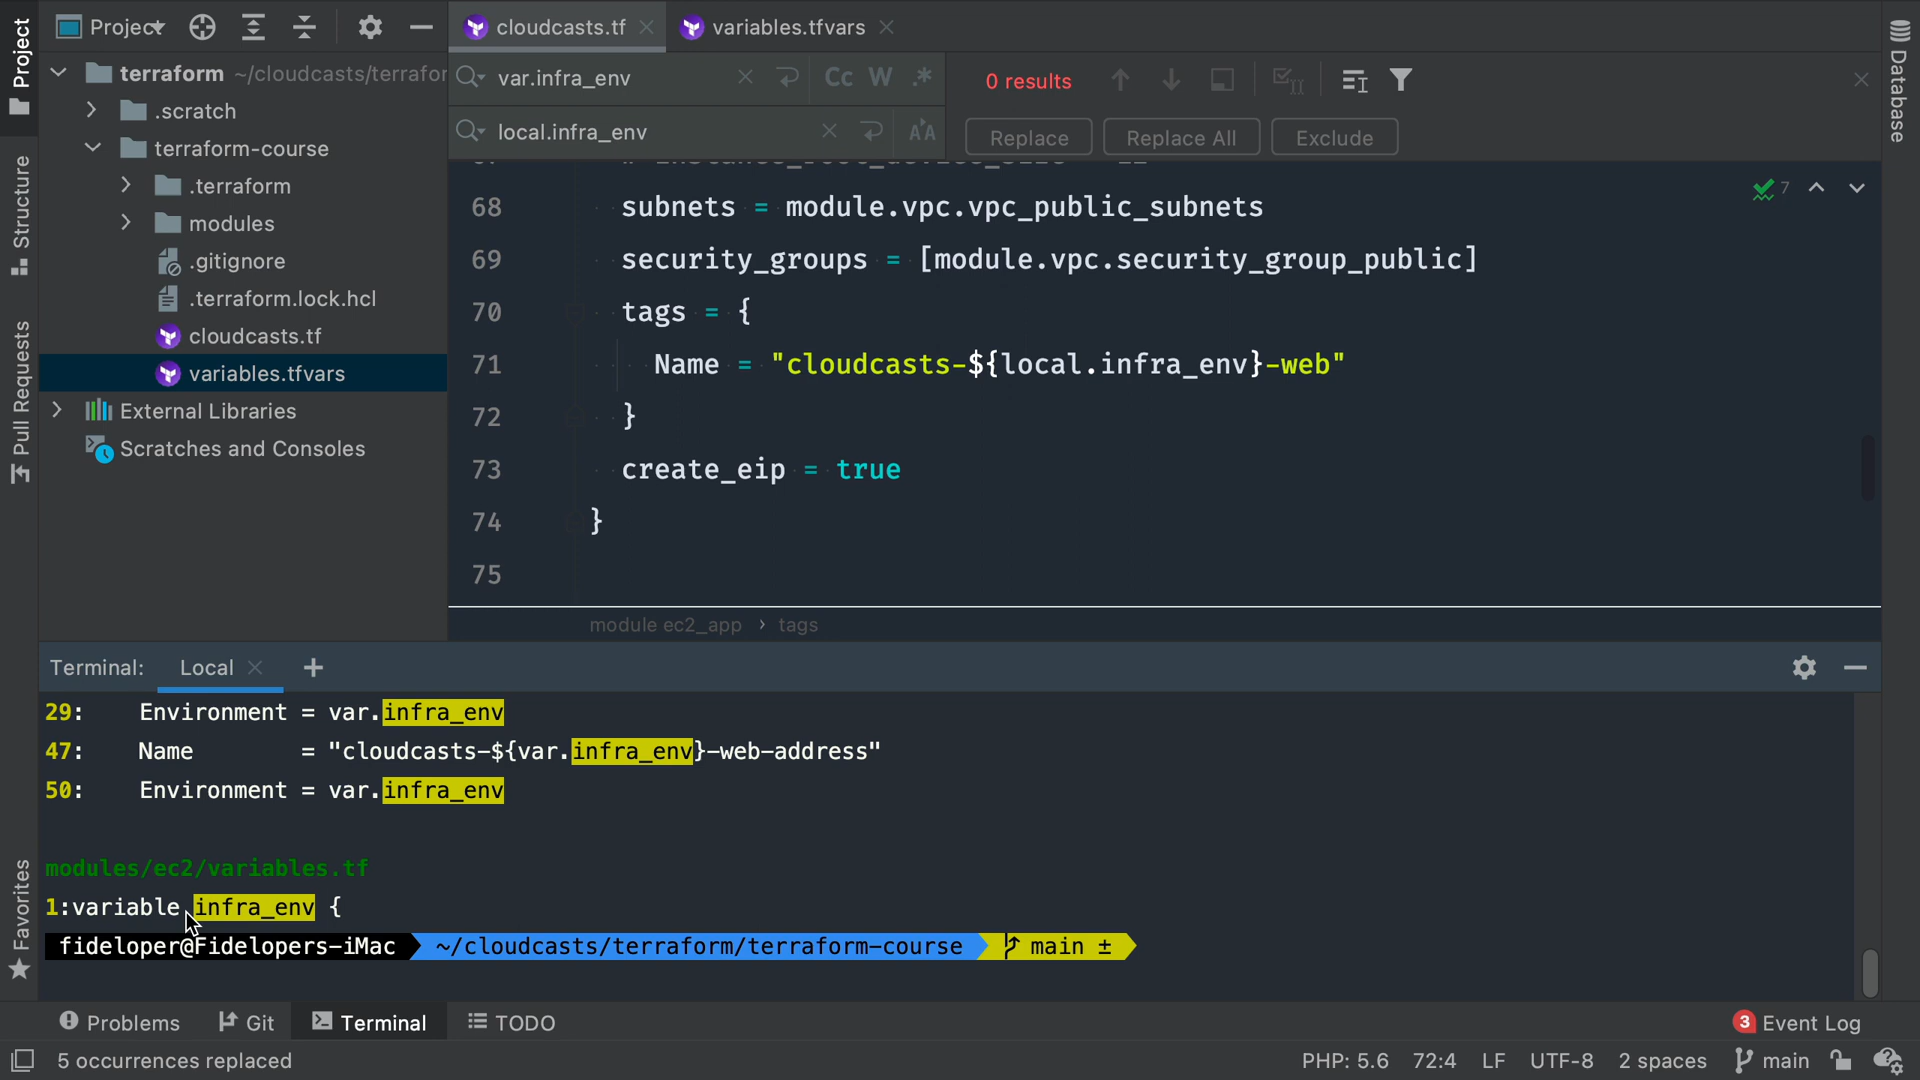 Project
cloudcasts.tf
variables.tfvars
Project
Structure
Pull Requests
Favorites
Database
terraform ~/cloudcasts/terrafor
.scratch
terraform-course
.terraform
modules
.gitignore
.terraform.lock.hcl
cloudcasts.tf
variables.tfvars
External Libraries
Scratches and Consoles
var.infra_env
Cc W .*
0 results
local.infra_env
Replace
Replace All
Exclude
7
68 subnets = module.vpc.vpc_public_subnets
69 security_groups = [module.vpc.security_group_public]
70 tags = {
71 Name = "cloudcasts-${local.infra_env}-web"
72 }
73 create_eip = true
74 }
75
module ec2_app › tags
Terminal: Local
29: Environment = var.infra_env
47: Name = "cloudcasts-${var.infra_env}-web-address"
50: Environment = var.infra_env
modules/ec2/variables.tf
1:variable infra_env {
fideloper@Fidelopers-iMac ~/cloudcasts/terraform/terraform-course main ±
Problems
Git
Terminal
TODO
3 Event Log
5 occurrences replaced
PHP: 5.6 72:4 LF UTF-8 2 spaces main